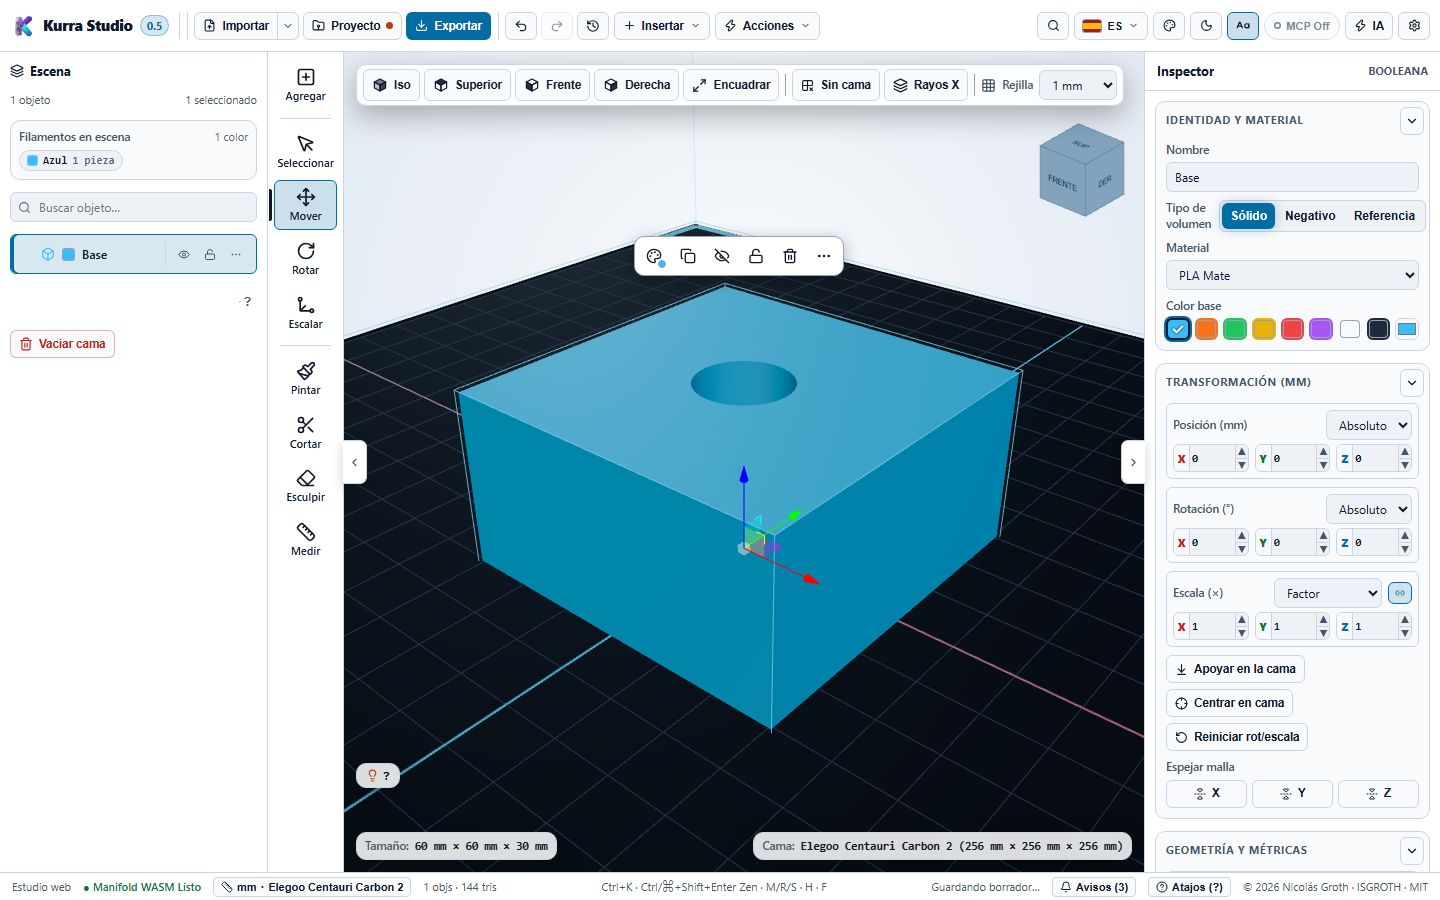 Kurra Studio 0.5 Importar Proyecto Exportar Insertar Acciones ES Aa MCP Off IA
Escena
1 objeto 1 seleccionado
Filamentos en escena 1 color
Azul 1 pieza
Buscar objeto...
Base
?
Vaciar cama
Agregar
Seleccionar
Mover
Rotar
Escalar
Pintar
Cortar
Esculpir
Medir
Iso Superior Frente Derecha Encuadrar Sin cama Rayos X Rejilla 1 mm
SUP
FRENTE DER
?
Tamaño: 60 mm × 60 mm × 30 mm
Cama: Elegoo Centauri Carbon 2 (256 mm × 256 mm × 256 mm)
Inspector BOOLEANA
IDENTIDAD Y MATERIAL
Nombre
Base
Tipo de volumen Sólido Negativo Referencia
Material
PLA Mate
Color base
TRANSFORMACIÓN (MM)
Posición (mm) Absoluto
X 0 Y 0 Z 0
Rotación (°) Absoluto
X 0 Y 0 Z 0
Escala (×) Factor
X 1 Y 1 Z 1
Apoyar en la cama
Centrar en cama
Reiniciar rot/escala
Espejar malla
X Y Z
GEOMETRÍA Y MÉTRICAS
Estudio web ● Manifold WASM Listo mm · Elegoo Centauri Carbon 2 1 objs · 144 tris Ctrl+K · Ctrl/⌘+Shift+Enter Zen · M/R/S · H · F Guardando borrador... Avisos (3) Atajos (?) © 2026 Nicolás Groth · ISGROTH · MIT